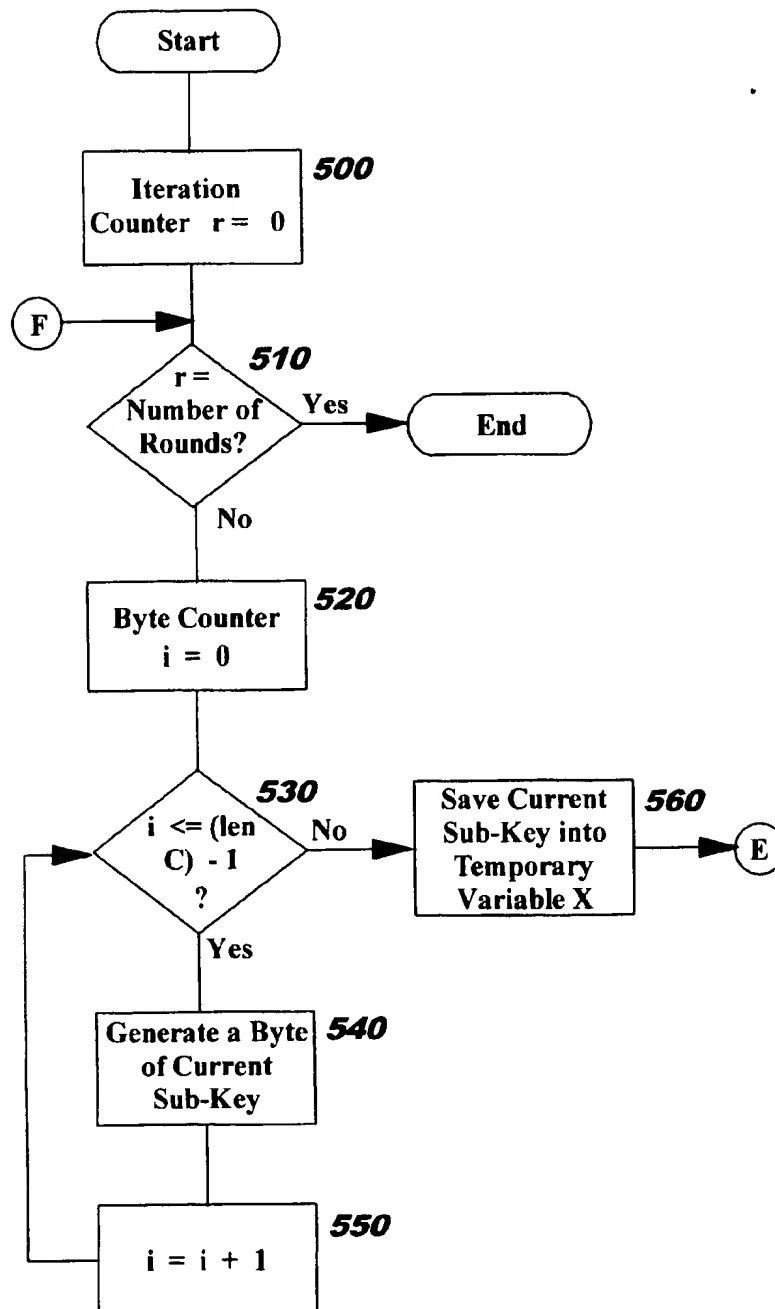 Start
500
Iteration
Counter r = 0
F
510
r =
Number of
Rounds?
Yes
End
No
520
Byte Counter
i = 0
530
i <= (len
C) - 1
?
No
Save Current
Sub-Key into
Temporary
Variable X
560
E
Yes
Generate a Byte
of Current
Sub-Key
540
550
i = i + 1